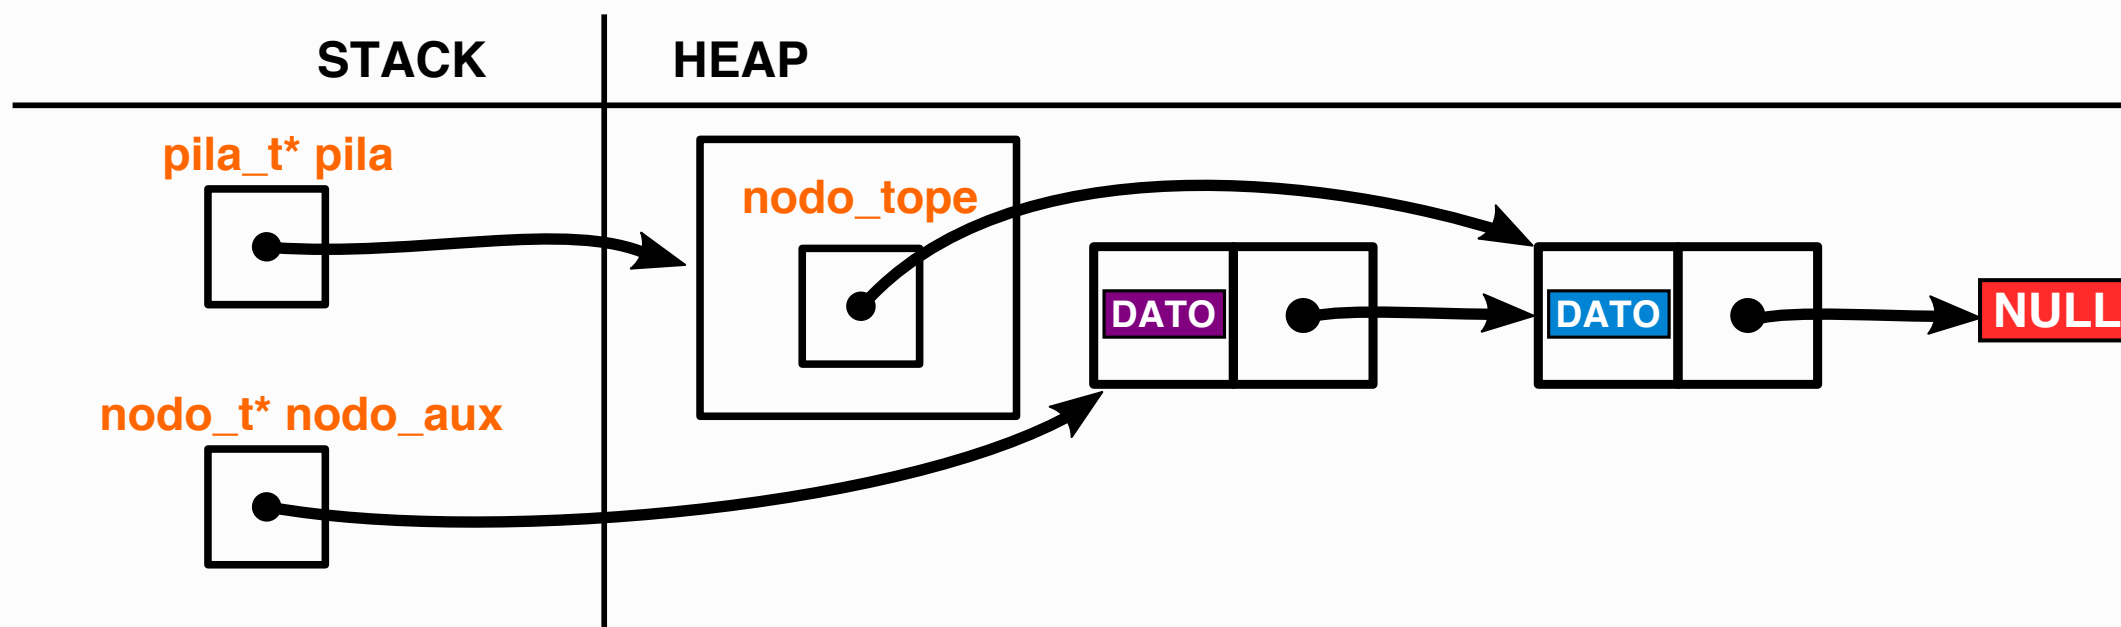 STACK
HEAP
pila_t* pila
nodo_tope
DATO
DATO
NULL
nodo_t* nodo_aux